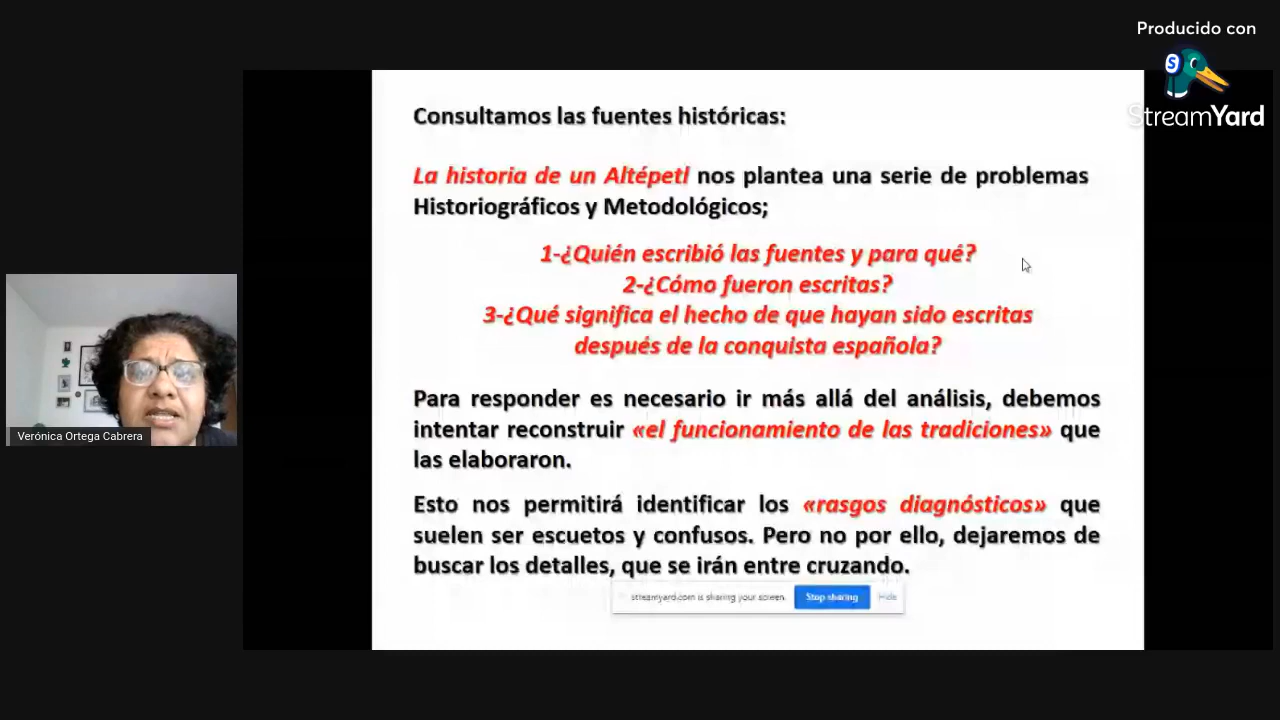 Producido con
StreamYard
Consultamos las fuentes históricas:
La historia de un Altépetl nos plantea una serie de problemas
Historiográficos y Metodológicos;
1-¿Quién escribió las fuentes y para qué?
2-¿Cómo fueron escritas?
3-¿Qué significa el hecho de que hayan sido escritas
después de la conquista española?
Para responder es necesario ir más allá del análisis, debemos
intentar reconstruir «el funcionamiento de las tradiciones» que
las elaboraron.
Esto nos permitirá identificar los «rasgos diagnósticos» que
suelen ser escuetos y confusos. Pero no por ello, dejaremos de
buscar los detalles, que se irán entre cruzando.
streamyard.com is sharing your screen. Stop sharing Hide
Verónica Ortega Cabrera